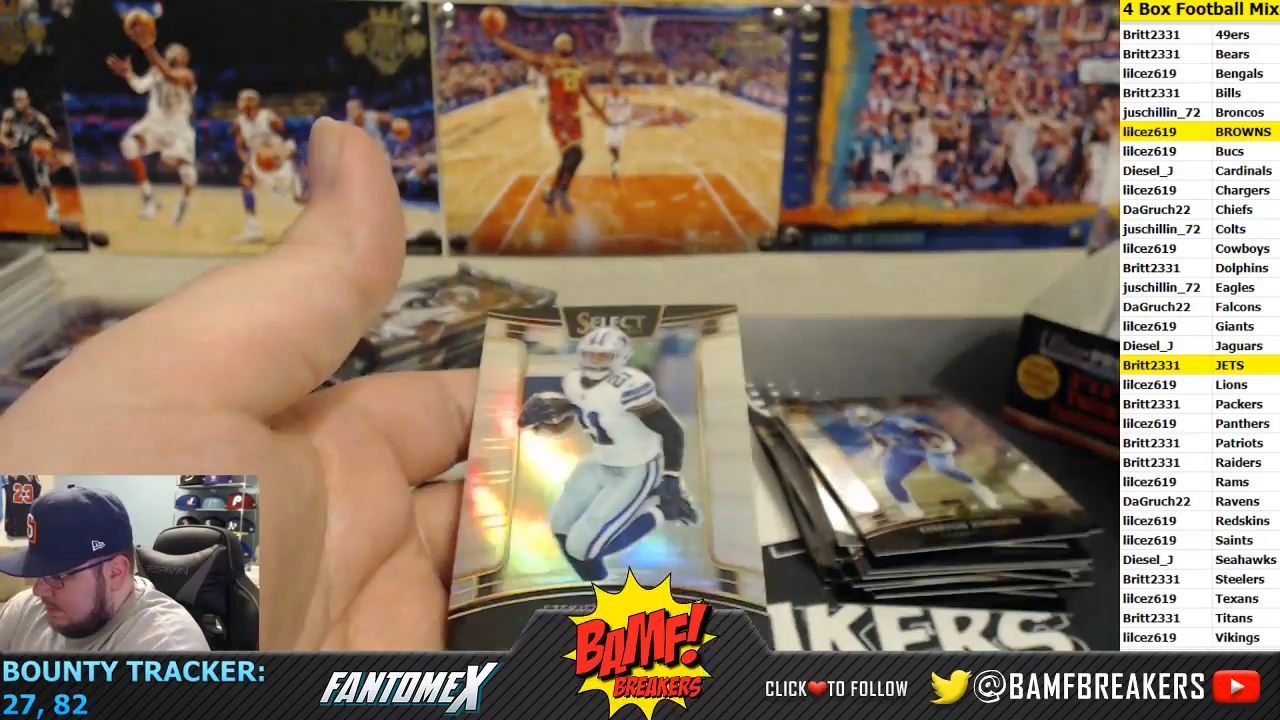 4 Box Football Mix
Britt2331 49ers
Britt2331 Bears
lilcez619 Bengals
Britt2331 Bills
juschillin_72 Broncos
lilcez619 BROWNS
lilcez619 Bucs
Diesel_J Cardinals
lilcez619 Chargers
DaGruch22 Chiefs
juschillin_72 Colts
lilcez619 Cowboys
Britt2331 Dolphins
juschillin_72 Eagles
DaGruch22 Falcons
lilcez619 Giants
Diesel_J Jaguars
Britt2331 JETS
lilcez619 Lions
Britt2331 Packers
lilcez619 Panthers
Britt2331 Patriots
Britt2331 Raiders
lilcez619 Rams
DaGruch22 Ravens
lilcez619 Redskins
lilcez619 Saints
Diesel_J Seahawks
Britt2331 Steelers
lilcez619 Texans
Britt2331 Titans
lilcez619 Vikings
SELECT
21
23
IKERS
BAMF!
BREAKERS
BOUNTY TRACKER:
27, 82
FANTOMEX
CLICK❤TO FOLLOW
@BAMFBREAKERS